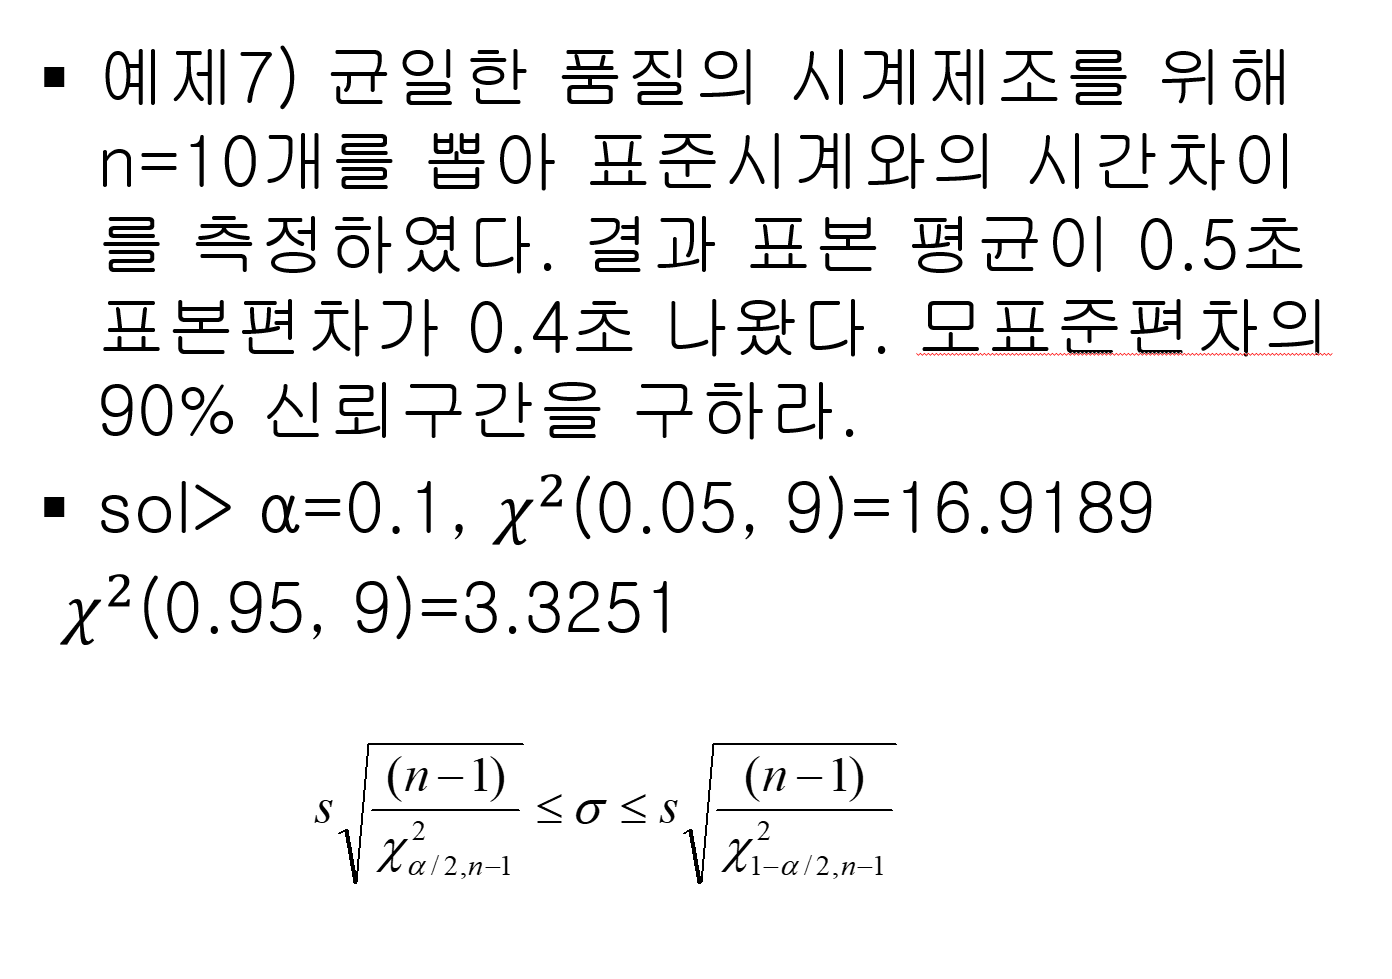 ▪ 예제7) 균일한 품질의 시계제조를 위해
n=10개를 뽑아 표준시계와의 시간차이
를 측정하였다. 결과 표본 평균이 0.5초
표본편차가 0.4초 나왔다. 모표준편차의
90% 신뢰구간을 구하라.
▪ sol> α=0.1, χ²(0.05, 9)=16.9189
χ²(0.95, 9)=3.3251
s√((n−1)/χ²_{α/2,n−1}) ≤ σ ≤ s√((n−1)/χ²_{1−α/2,n−1})